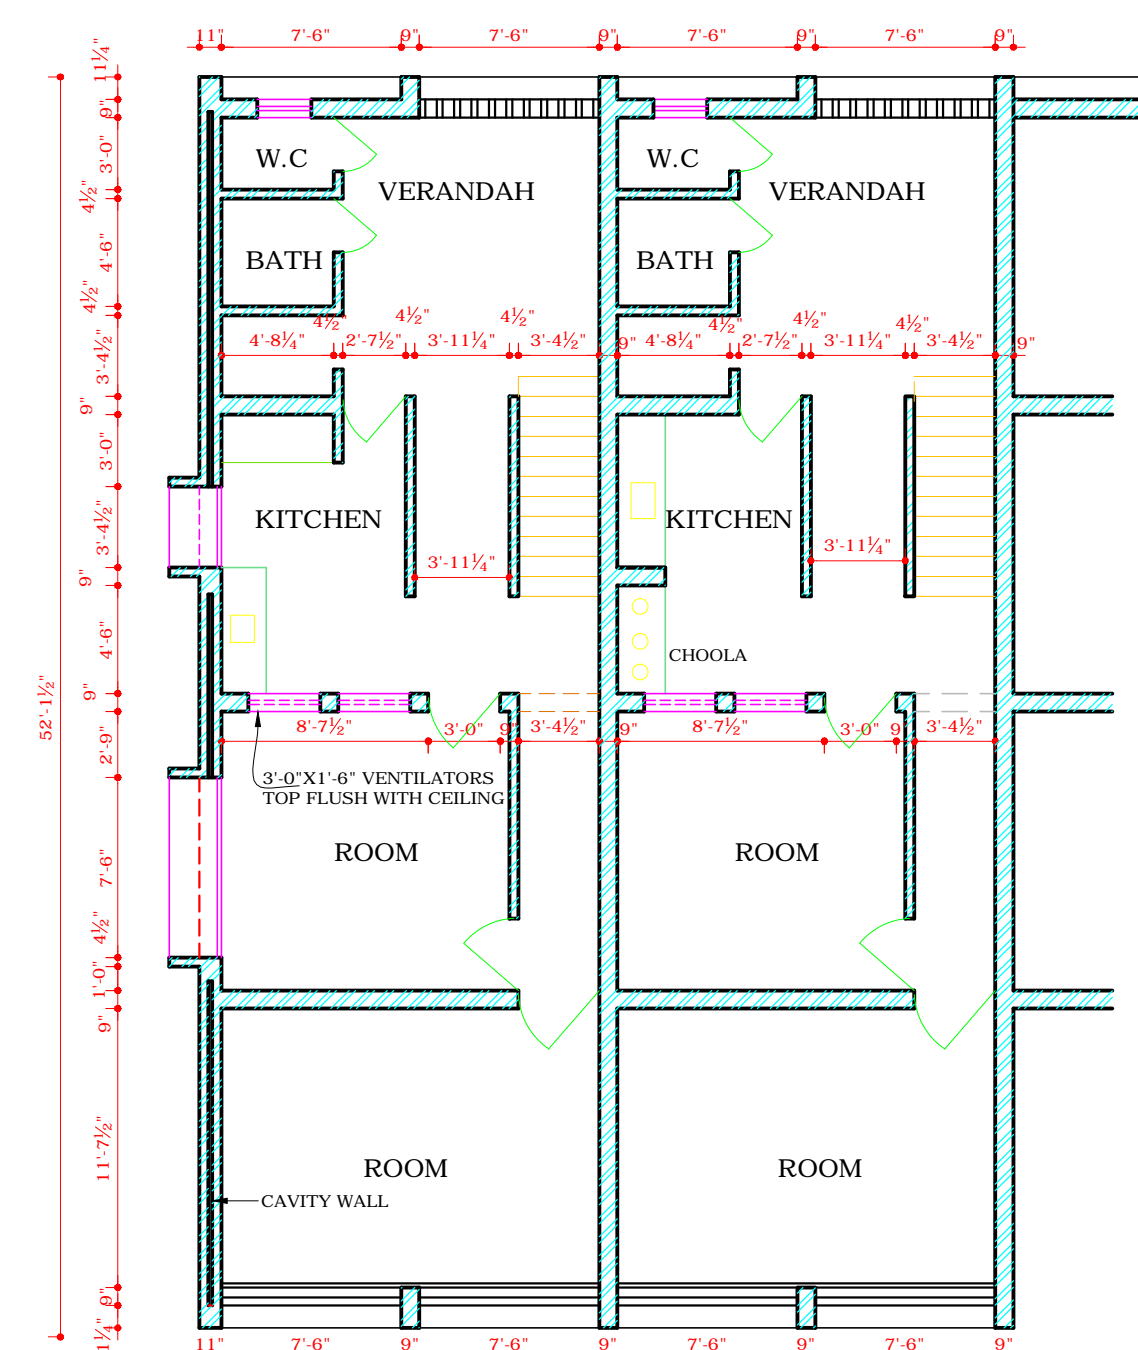 11" 7'-6" 9" 7'-6" 9" 7'-6" 9" 7'-6" 9"
11¼"
9"
3'-0"
4½"
4'-6"
4½"
3'-4½"
9"
3'-0"
3'-4½"
9"
4'-6"
9"
2'-9"
7'-6"
4½"
1'-0"
9"
11'-7½"
9"
1¼"
52'-1½"
W.C W.C
VERANDAH VERANDAH
BATH BATH
4½" 4½" 4½" 4½" 4½" 4½"
4'-8¼" 2'-7½" 3'-11¼" 3'-4½" 9" 4'-8¼" 2'-7½" 3'-11¼" 3'-4½" 9"
KITCHEN KITCHEN
3'-11¼" 3'-11¼"
CHOOLA
8'-7½" 3'-0" 9" 3'-4½" 9" 8'-7½" 3'-0" 9" 3'-4½"
3'-0"X1'-6" VENTILATORS
TOP FLUSH WITH CEILING
ROOM ROOM
ROOM ROOM
CAVITY WALL
11" 7'-6" 9" 7'-6" 9" 7'-6" 9" 7'-6" 9"